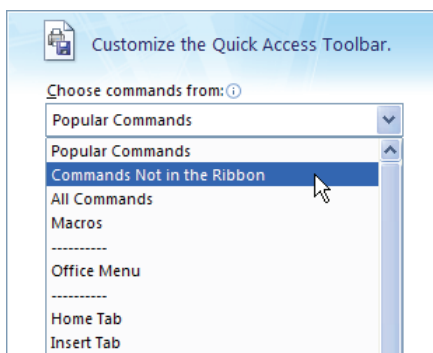 Customize the Quick Access Toolbar.
Choose commands from:
Popular Commands
Popular Commands
Commands Not in the Ribbon
All Commands
Macros
----------
Office Menu
----------
Home Tab
Insert Tab